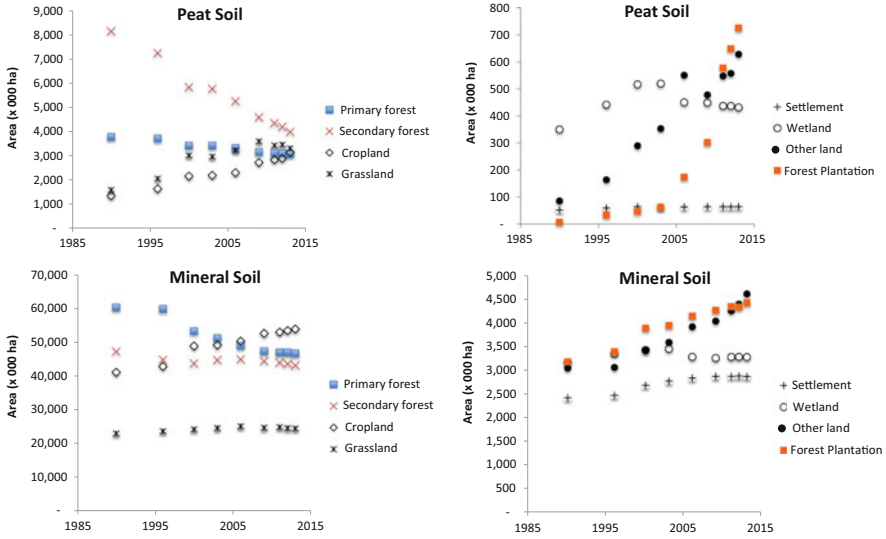 Peat Soil
Area (x 000 ha)
9,000
8,000
7,000
6,000
5,000
4,000
3,000
2,000
1,000
-
1985
1995
2005
2015
Primary forest
Secondary forest
Cropland
Grassland
Peat Soil
Area (x 000 ha)
800
700
600
500
400
300
200
100
-
1985
1995
2005
2015
Settlement
Wetland
Other land
Forest Plantation
Mineral Soil
Area (x 000 ha)
70,000
60,000
50,000
40,000
30,000
20,000
10,000
-
1985
1995
2005
2015
Primary forest
Secondary forest
Cropland
Grassland
Mineral Soil
Area (x 000 ha)
5,000
4,500
4,000
3,500
3,000
2,500
2,000
1,500
1,000
500
-
1985
1995
2005
2015
Settlement
Wetland
Other land
Forest Plantation